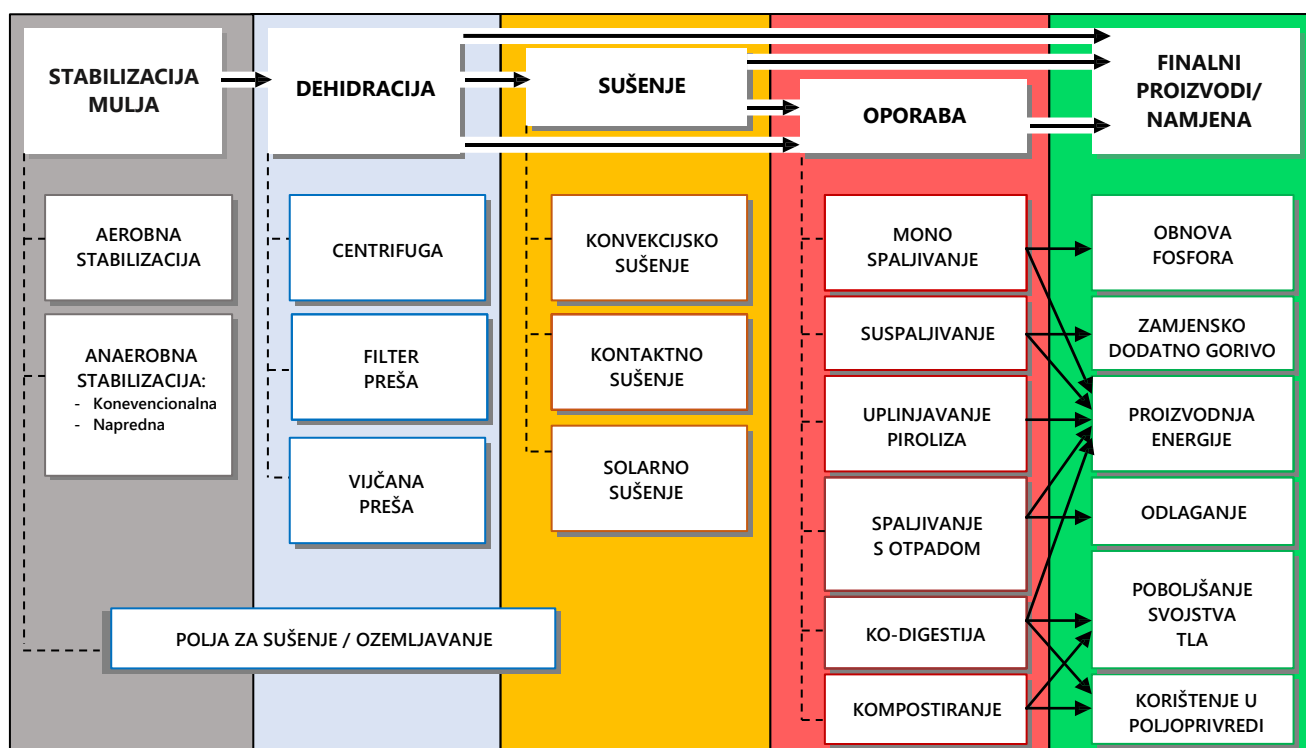 STABILIZACIJA
MULJA
DEHIDRACIJA
SUŠENJE
OPORABA
FINALNI
PROIZVODI/
NAMJENA
AEROBNA
STABILIZACIJA
ANAEROBNA
STABILIZACIJA:
- Konevencionalna
- Napredna
CENTRIFUGA
FILTER
PREŠA
VIJČANA
PREŠA
POLJA ZA SUŠENJE / OZEMLJAVANJE
KONVEKCIJSKO
SUŠENJE
KONTAKTNO
SUŠENJE
SOLARNO
SUŠENJE
MONO
SPALJIVANJE
SUSPALJIVANJE
UPLINJAVANJE
PIROLIZA
SPALJIVANJE
S OTPADOM
KO-DIGESTIJA
KOMPOSTIRANJE
OBNOVA
FOSFORA
ZAMJENSKO
DODATNO GORIVO
PROIZVODNJA
ENERGIJE
ODLAGANJE
POBOLJŠANJE
SVOJSTVA
TLA
KORIŠTENJE U
POLJOPRIVREDI